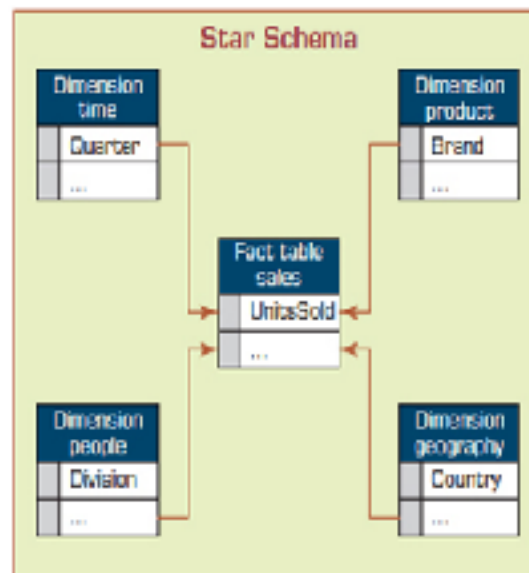 Star Schema
Dimension
time
Quarter
...
Dimension
product
Brand
...
Fact table
sales
UnitsSold
...
Dimension
people
Division
...
Dimension
geography
Country
...